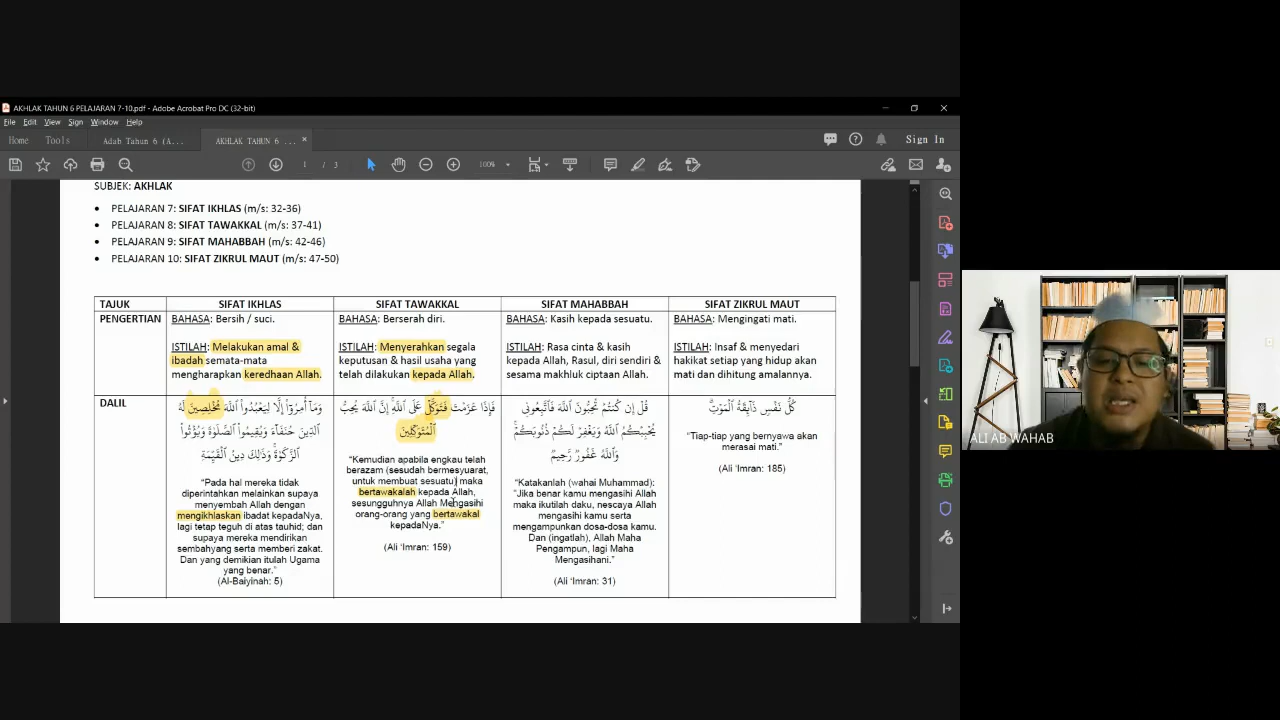 AKHLAK TAHUN 6 PELAJARAN 7-10.pdf - Adobe Acrobat Pro DC (32-bit)
File Edit View Sign Window Help
Home Tools Adab Tahun 6 (A... AKHLAK TAHUN 6 ... × Sign In
1 / 3 100%
SUBJEK: AKHLAK
• PELAJARAN 7: SIFAT IKHLAS (m/s: 32-36)
• PELAJARAN 8: SIFAT TAWAKKAL (m/s: 37-41)
• PELAJARAN 9: SIFAT MAHABBAH (m/s: 42-46)
• PELAJARAN 10: SIFAT ZIKRUL MAUT (m/s: 47-50)
TAJUK
SIFAT IKHLAS
SIFAT TAWAKKAL
SIFAT MAHABBAH
SIFAT ZIKRUL MAUT
PENGERTIAN
BAHASA: Bersih / suci.
ISTILAH: Melakukan amal &
ibadah semata-mata
mengharapkan keredhaan Allah.
BAHASA: Berserah diri.
ISTILAH: Menyerahkan segala
keputusan & hasil usaha yang
telah dilakukan kepada Allah.
BAHASA: Kasih kepada sesuatu.
ISTILAH: Rasa cinta & kasih
kepada Allah, Rasul, diri sendiri &
sesama makhluk ciptaan Allah.
BAHASA: Mengingati mati.
ISTILAH: Insaf & menyedari
hakikat setiap yang hidup akan
mati dan dihitung amalannya.
DALIL
وَمَآ أُمِرُوٓاْ إِلَّا لِيَعْبُدُواْ ٱللَّهَ مُخْلِصِينَ لَهُ
ٱلدِّينَ حُنَفَآءَ وَيُقِيمُواْ ٱلصَّلَوٰةَ وَيُؤْتُواْ
ٱلزَّكَوٰةَ وَذَٰلِكَ دِينُ ٱلْقَيِّمَةِ
"Pada hal mereka tidak
diperintahkan melainkan supaya
menyembah Allah dengan
mengikhlaskan ibadat kepadaNya,
lagi tetap teguh di atas tauhid; dan
supaya mereka mendirikan
sembahyang serta memberi zakat.
Dan yang demikian itulah Ugama
yang benar."
(Al-Baiyinah: 5)
فَإِذَا عَزَمْتَ فَتَوَكَّلْ عَلَى ٱللَّهِ إِنَّ ٱللَّهَ يُحِبُّ
ٱلْمُتَوَكِّلِينَ
"Kemudian apabila engkau telah
berazam (sesudah bermesyuarat,
untuk membuat sesuatu) maka
bertawakalah kepada Allah,
sesungguhnya Allah Mengasihi
orang-orang yang bertawakal
kepadaNya."
(Ali 'Imran: 159)
قُلْ إِن كُنتُمْ تُحِبُّونَ ٱللَّهَ فَٱتَّبِعُونِى
يُحْبِبْكُمُ ٱللَّهُ وَيَغْفِرْ لَكُمْ ذُنُوبَكُمْ
وَٱللَّهُ غَفُورٌ رَّحِيمٌ
"Katakanlah (wahai Muhammad):
"Jika benar kamu mengasihi Allah
maka ikutilah daku, nescaya Allah
mengasihi kamu serta
mengampunkan dosa-dosa kamu.
Dan (ingatlah), Allah Maha
Pengampun, lagi Maha
Mengasihani."
(Ali 'Imran: 31)
كُلُّ نَفْسٍ ذَآئِقَةُ ٱلْمَوْتِ
"Tiap-tiap yang bernyawa akan
merasai mati."
(Ali 'Imran: 185)
ALI AB WAHAB